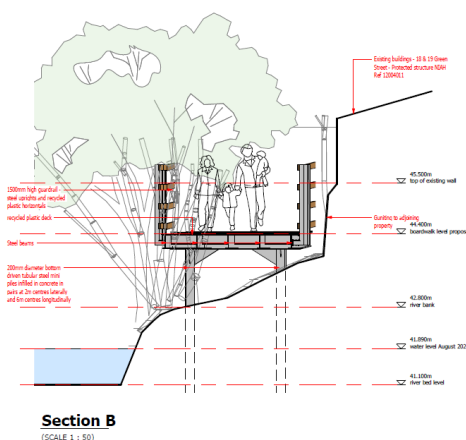 Existing buildings - 18 & 19 Green
Street - Protected structure NIAH
Ref 12004011
45.500m
top of existing wall
1500mm high guardrail -
steel uprights and recycled
plastic horizontals
recycled plastic deck
Guniting to adjoining
property
44.400m
boardwalk level propos
Steel beams
200mm diameter bottom
driven tubular steel mini
piles infilled in concrete in
pairs at 2m centres laterally
and 6m centres longitudinally
42.800m
river bank
41.890m
water level August 202
41.100m
river bed level
Section B
(SCALE 1 : 50)